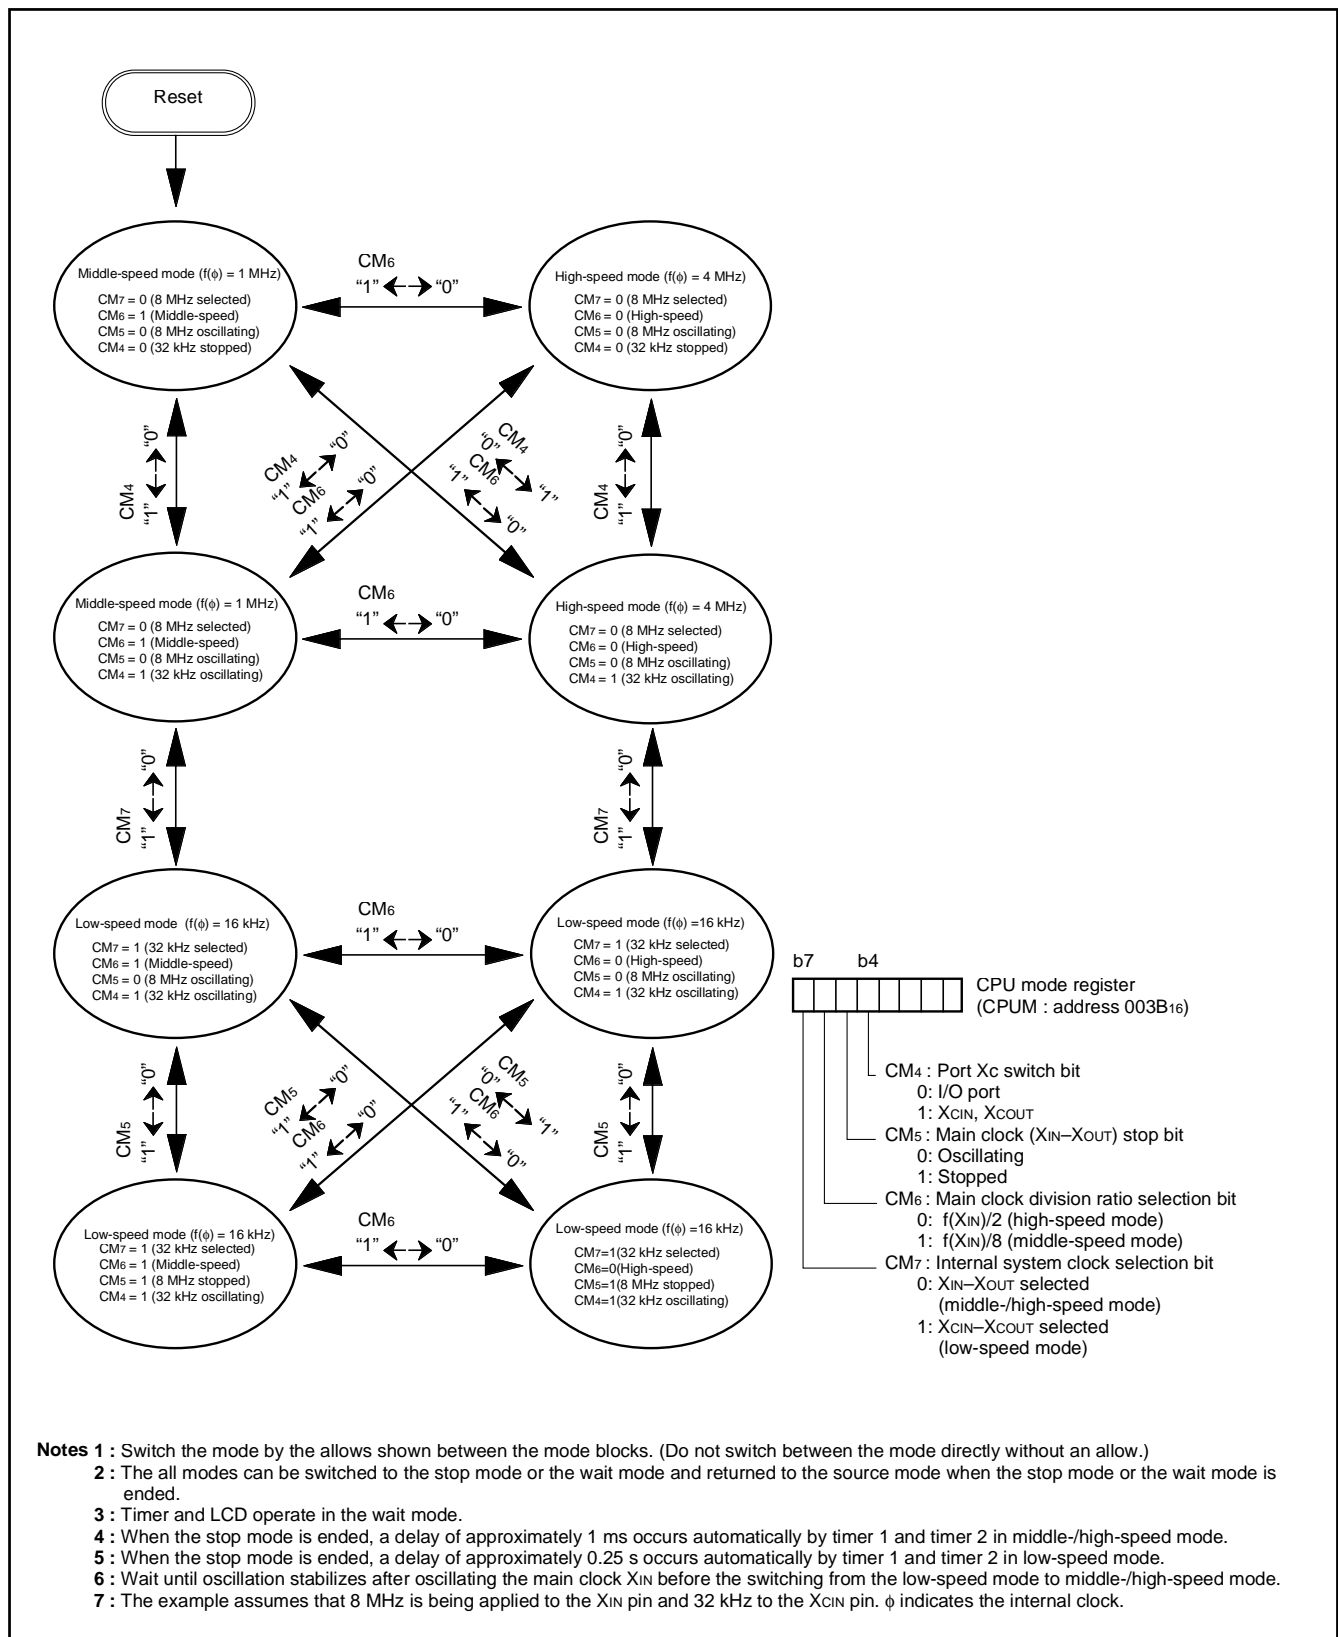 Reset
Middle-speed mode (f(ϕ) = 1 MHz)
CM7 = 0 (8 MHz selected)
CM6 = 1 (Middle-speed)
CM5 = 0 (8 MHz oscillating)
CM4 = 0 (32 kHz stopped)
CM6
“1” “0”
High-speed mode (f(ϕ) = 4 MHz)
CM7 = 0 (8 MHz selected)
CM6 = 0 (High-speed)
CM5 = 0 (8 MHz oscillating)
CM4 = 0 (32 kHz stopped)
CM4
“1” “0”
CM4
“1” “0”
CM6
“1” “0”
CM4
“0” “1”
CM6
“1” “0”
CM4
“1” “0”
Middle-speed mode (f(ϕ) = 1 MHz)
CM7 = 0 (8 MHz selected)
CM6 = 1 (Middle-speed)
CM5 = 0 (8 MHz oscillating)
CM4 = 1 (32 kHz oscillating)
CM6
“1” “0”
High-speed mode (f(ϕ) = 4 MHz)
CM7 = 0 (8 MHz selected)
CM6 = 0 (High-speed)
CM5 = 0 (8 MHz oscillating)
CM4 = 1 (32 kHz oscillating)
CM7
“1” “0”
CM7
“1” “0”
Low-speed mode (f(ϕ) = 16 kHz)
CM7 = 1 (32 kHz selected)
CM6 = 1 (Middle-speed)
CM5 = 0 (8 MHz oscillating)
CM4 = 1 (32 kHz oscillating)
CM6
“1” “0”
Low-speed mode (f(ϕ) =16 kHz)
CM7 = 1 (32 kHz selected)
CM6 = 0 (High-speed)
CM5 = 0 (8 MHz oscillating)
CM4 = 1 (32 kHz oscillating)
CM5
“1” “0”
CM5
“1” “0”
CM6
“1” “0”
CM5
“0” “1”
CM6
“1” “0”
CM5
“1” “0”
Low-speed mode (f(ϕ) = 16 kHz)
CM7 = 1 (32 kHz selected)
CM6 = 1 (Middle-speed)
CM5 = 1 (8 MHz stopped)
CM4 = 1 (32 kHz oscillating)
CM6
“1” “0”
Low-speed mode (f(ϕ) =16 kHz)
CM7=1(32 kHz selected)
CM6=0(High-speed)
CM5=1(8 MHz stopped)
CM4=1(32 kHz oscillating)
b7 b4
CPU mode register
(CPUM : address 003B16)
CM4 : Port Xc switch bit
0: I/O port
1: XCIN, XCOUT
CM5 : Main clock (XIN–XOUT) stop bit
0: Oscillating
1: Stopped
CM6 : Main clock division ratio selection bit
0: f(XIN)/2 (high-speed mode)
1: f(XIN)/8 (middle-speed mode)
CM7 : Internal system clock selection bit
0: XIN–XOUT selected
(middle-/high-speed mode)
1: XCIN–XCOUT selected
(low-speed mode)
Notes 1 : Switch the mode by the allows shown between the mode blocks. (Do not switch between the mode directly without an allow.)
2 : The all modes can be switched to the stop mode or the wait mode and returned to the source mode when the stop mode or the wait mode is
ended.
3 : Timer and LCD operate in the wait mode.
4 : When the stop mode is ended, a delay of approximately 1 ms occurs automatically by timer 1 and timer 2 in middle-/high-speed mode.
5 : When the stop mode is ended, a delay of approximately 0.25 s occurs automatically by timer 1 and timer 2 in low-speed mode.
6 : Wait until oscillation stabilizes after oscillating the main clock XIN before the switching from the low-speed mode to middle-/high-speed mode.
7 : The example assumes that 8 MHz is being applied to the XIN pin and 32 kHz to the XCIN pin. ϕ indicates the internal clock.